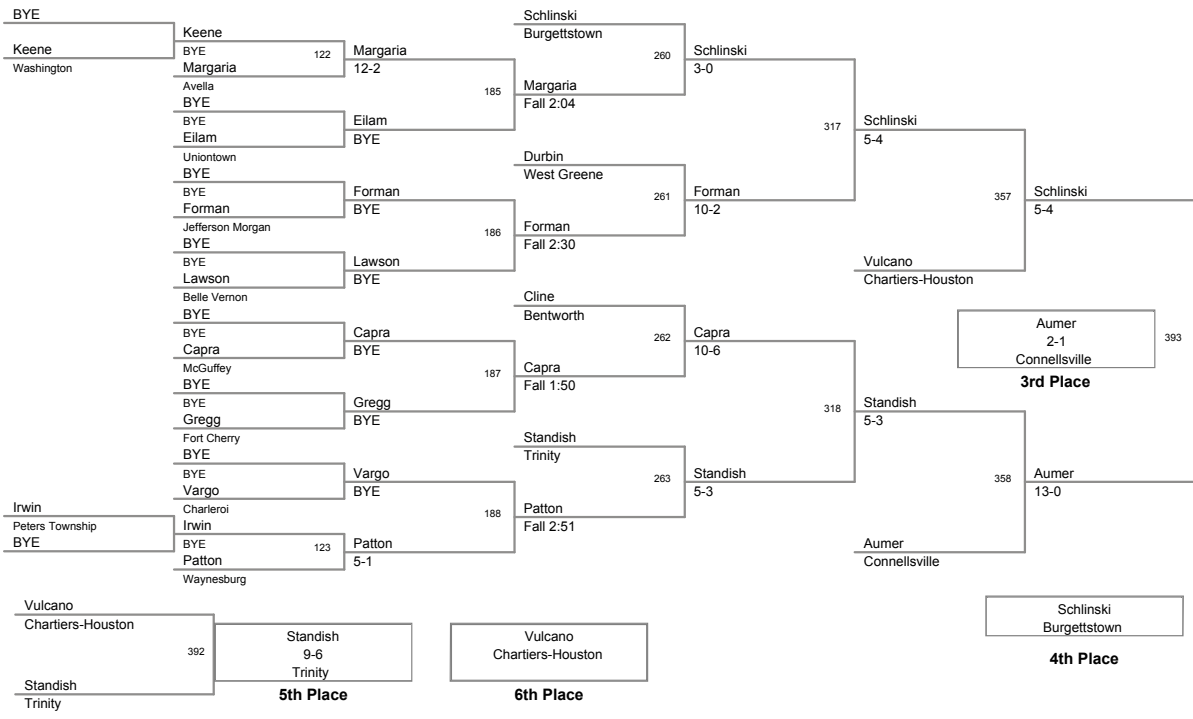 BYE
Keene
Washington
Keene
BYE
Margaria
Avella
122
BYE
BYE
Eilam
Uniontown
BYE
BYE
Forman
Jefferson Morgan
BYE
BYE
Lawson
Belle Vernon
BYE
BYE
Capra
McGuffey
BYE
BYE
Gregg
Fort Cherry
BYE
BYE
Vargo
Charleroi
Irwin
Peters Township
BYE
Irwin
BYE
Patton
Waynesburg
123
Margaria
12-2
185
Eilam
BYE
Forman
BYE
186
Lawson
BYE
Capra
BYE
187
Gregg
BYE
Vargo
BYE
188
Patton
5-1
Schlinski
Burgettstown
260
Margaria
Fall 2:04
Durbin
West Greene
261
Forman
Fall 2:30
Cline
Bentworth
262
Capra
Fall 1:50
Standish
Trinity
263
Patton
Fall 2:51
Schlinski
3-0
317
Forman
10-2
Capra
10-6
318
Standish
5-3
Schlinski
5-4
357
Vulcano
Chartiers-Houston
Standish
5-3
358
Aumer
Connellsville
Schlinski
5-4
Aumer
2-1
Connellsville
393
3rd Place
Aumer
13-0
Vulcano
Chartiers-Houston
392
Standish
Trinity
Standish
9-6
Trinity
5th Place
Vulcano
Chartiers-Houston
6th Place
Schlinski
Burgettstown
4th Place